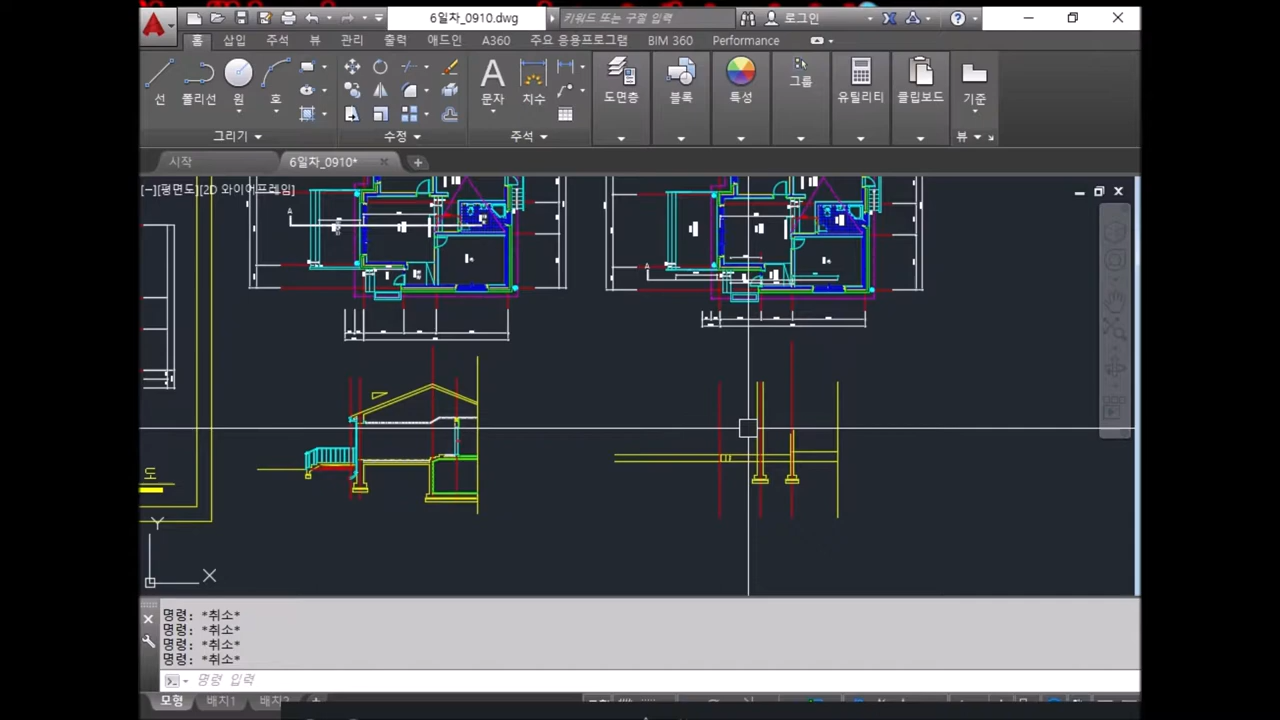 6일차_0910.dwg
키워드 또는 구절 입력
로그인
홈 삽입 주석 뷰 관리 출력 애드인 A360 주요 응용프로그램 BIM 360 Performance
선 폴리선 원 호 문자 치수 도면층 블록 특성 그룹 유틸리티 클립보드 기준
그리기 수정 주석 뷰
시작 6일차_0910*
[−][평면도][2D 와이어프레임]
A
A
도
Y
X
명령: *취소*
명령: *취소*
명령: *취소*
명령: *취소*
명령 입력
모형 배치1 배치2